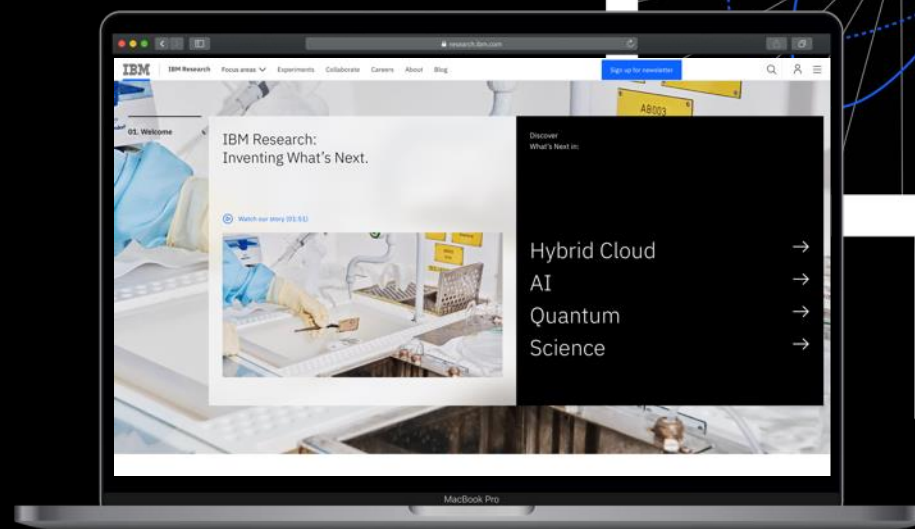 research.ibm.com
IBM
IBM Research
Focus areas
Experiments
Collaborate
Careers
About
Blog
Sign up for newsletter
A8003
01. Welcome
IBM Research:
Inventing What's Next.
Watch our story (01:51)
Discover
What's Next in:
Hybrid Cloud
AI
Quantum
Science
MacBook Pro